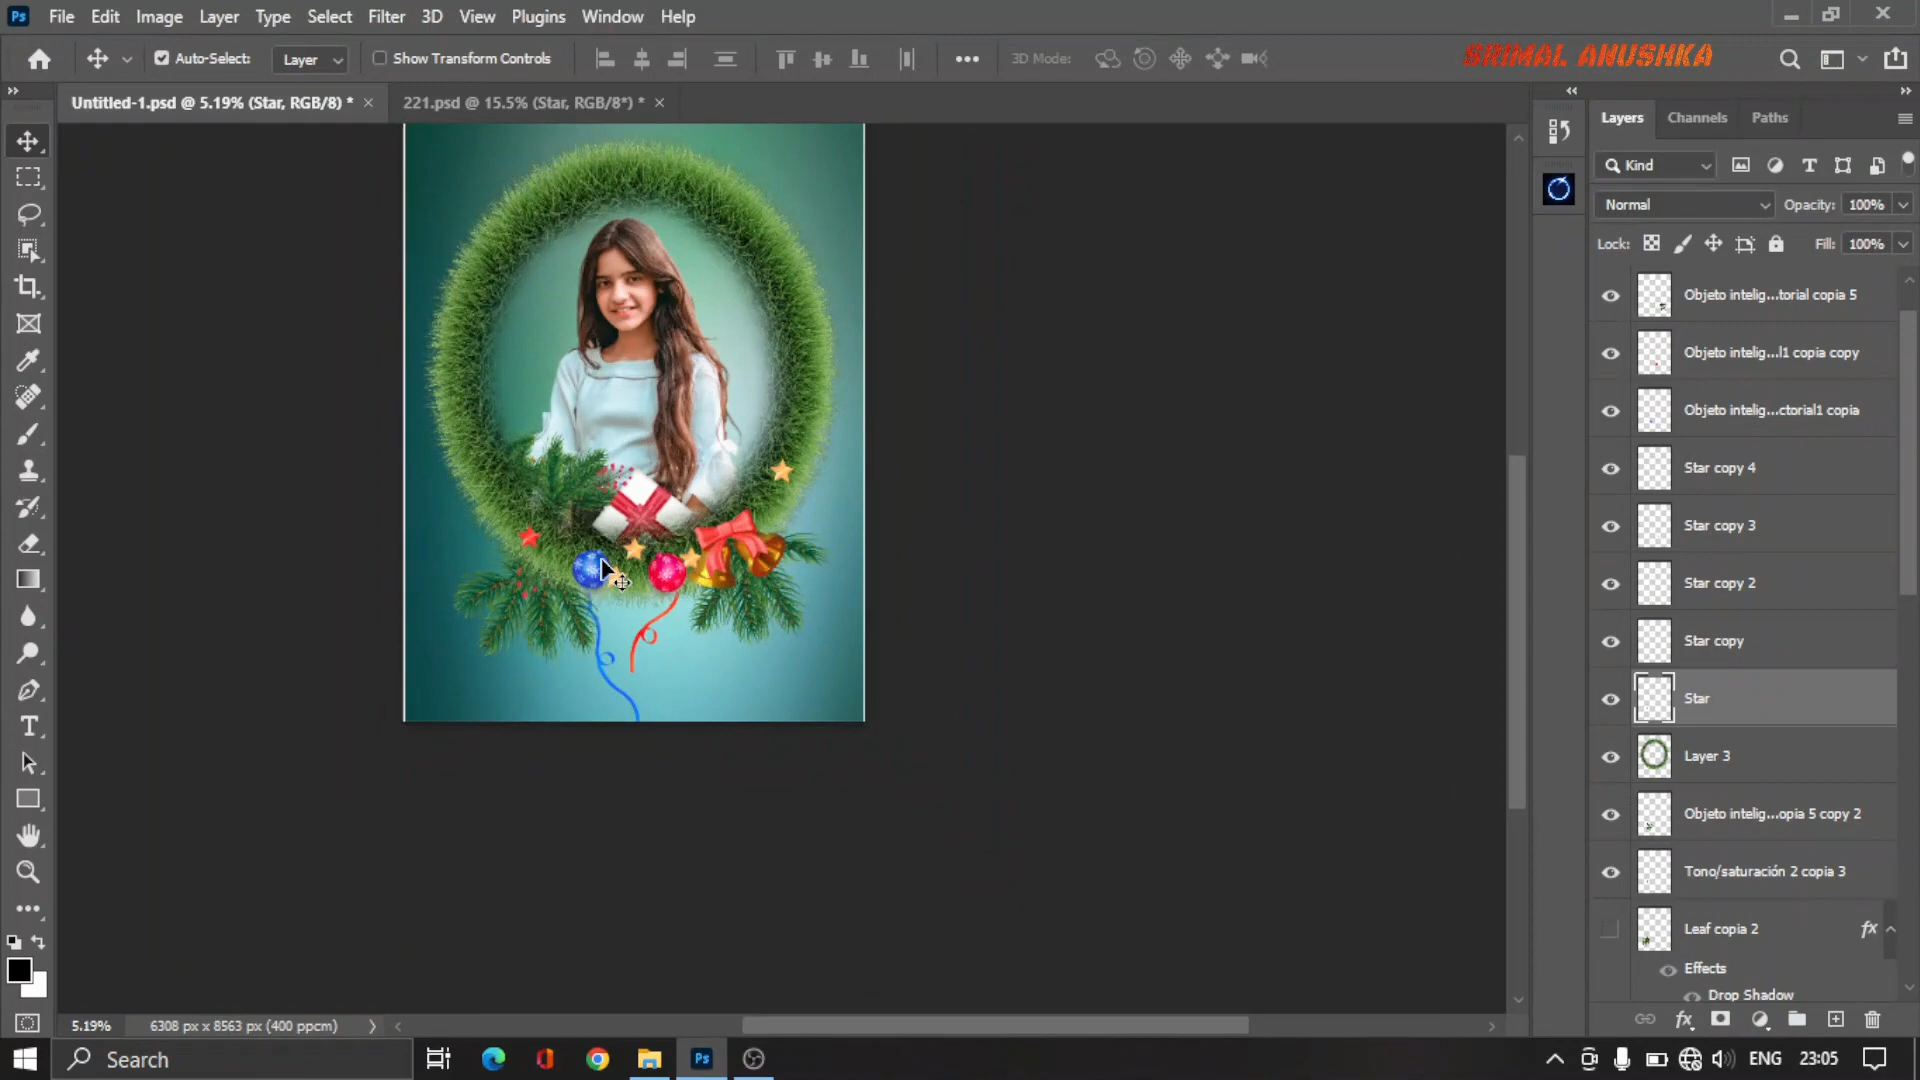 Ps File Edit Image Layer Type Select Filter 3D View Plugins Window Help
Auto-Select: Layer Show Transform Controls 3D Mode: SRIMAL ANUSHKA
Untitled-1.psd @ 5.19% (Star, RGB/8) * 221.psd @ 15.5% (Star, RGB/8*) *
Layers Channels Paths
Kind
Normal Opacity: 100%
Lock: Fill: 100%
Objeto intelig...torial copia 5
Objeto intelig...l1 copia copy
Objeto intelig...ctorial1 copia
Star copy 4
Star copy 3
Star copy 2
Star copy
Star
Layer 3
Objeto intelig...opia 5 copy 2
Tono/saturación 2 copia 3
Leaf copia 2 fx
Effects
Drop Shadow
5.19% 6308 px x 8563 px (400 ppcm)
Search Ps ENG 23:05